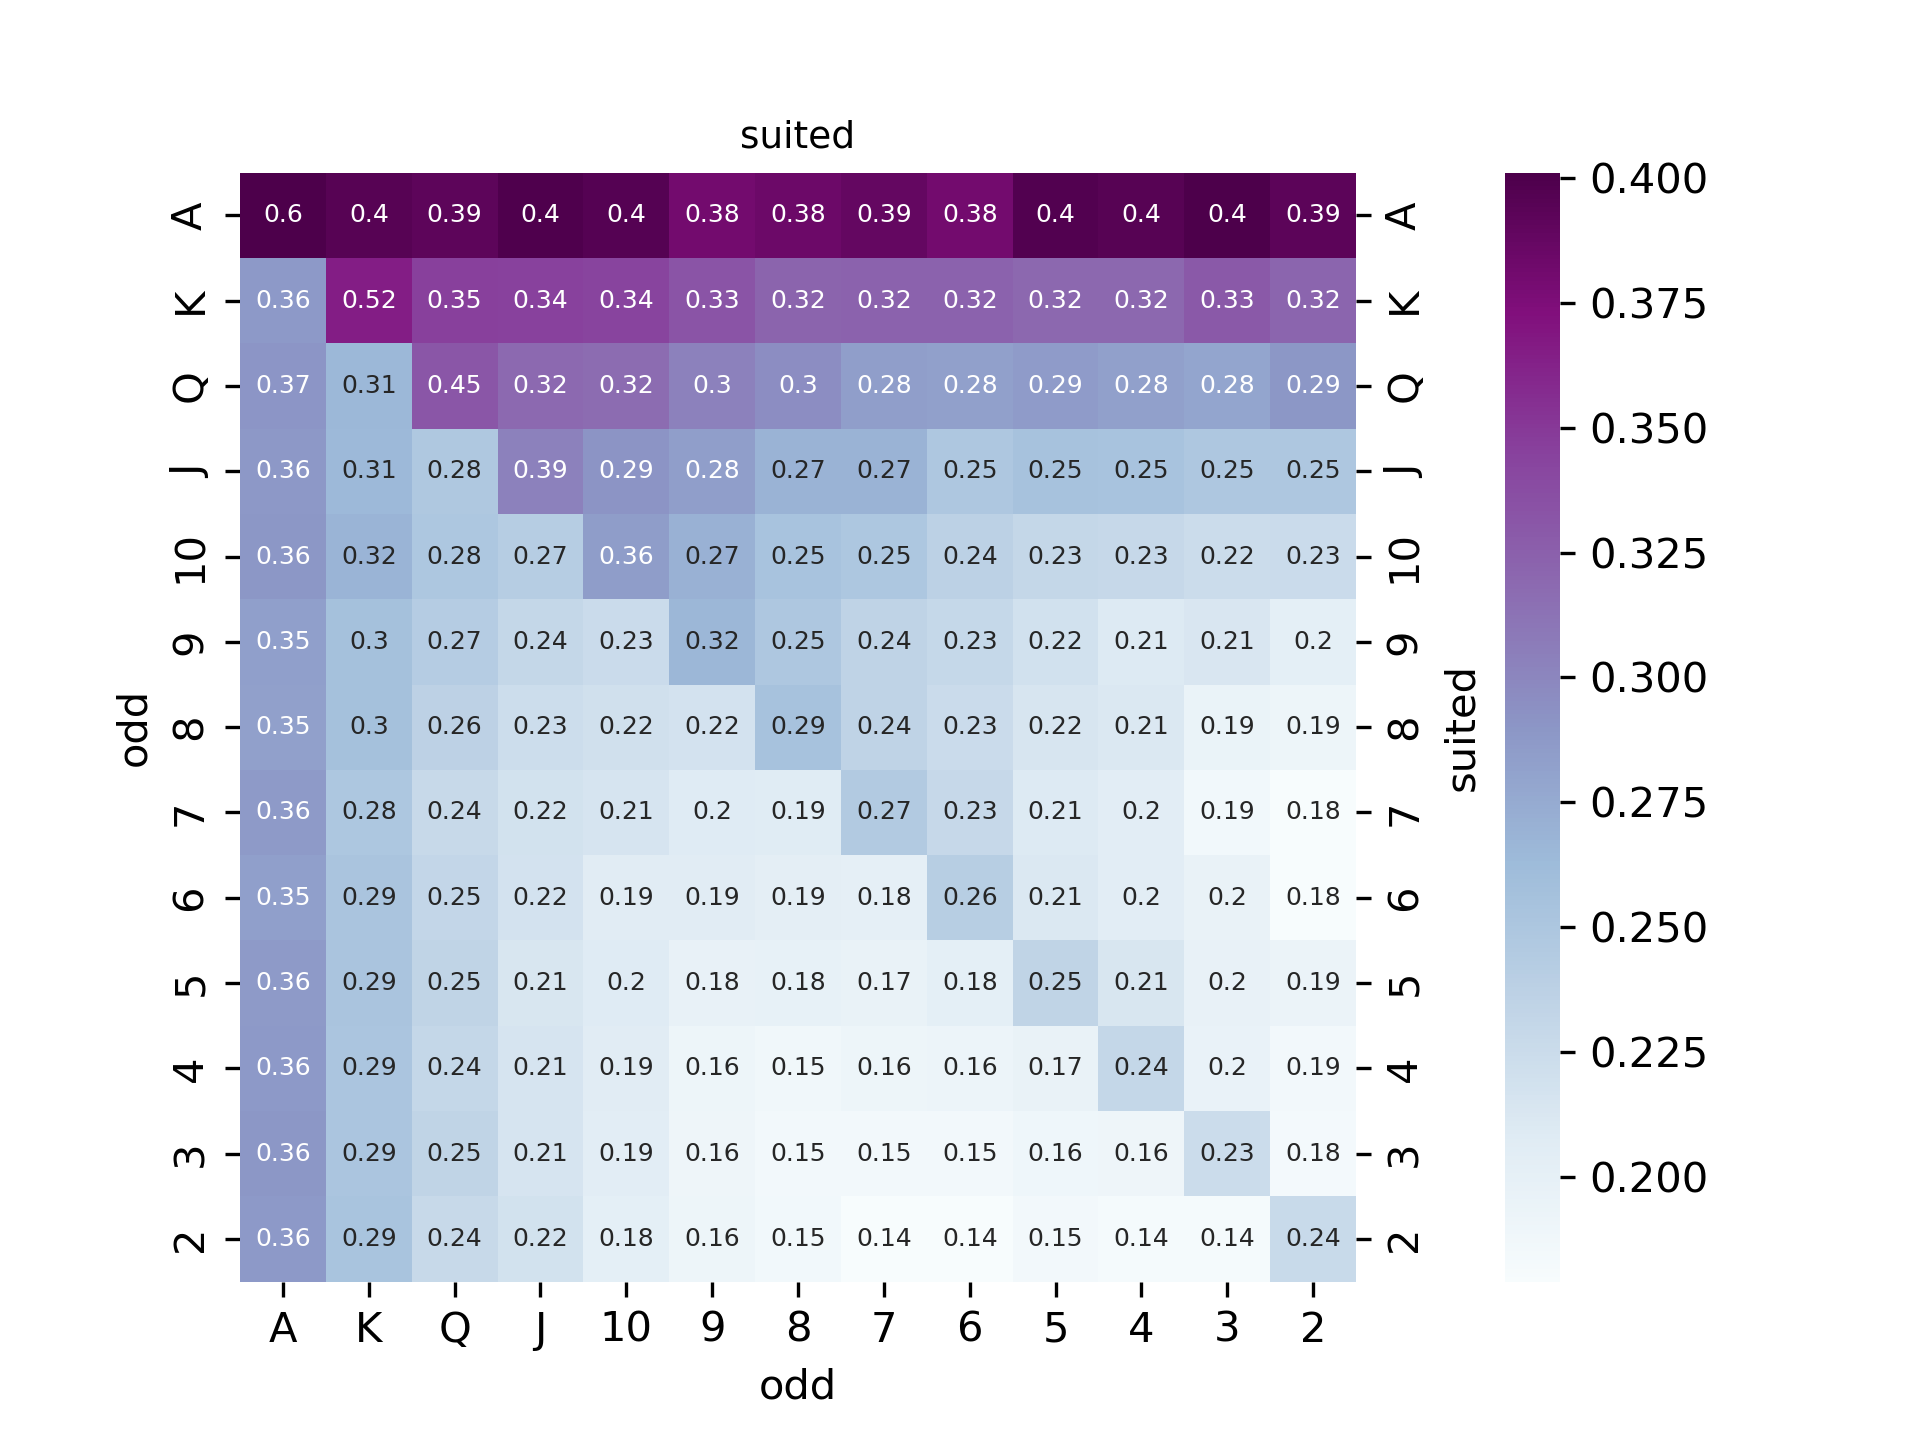 suited
A 0.6 0.4 0.39 0.4 0.4 0.38 0.38 0.39 0.38 0.4 0.4 0.4 0.39 A
K 0.36 0.52 0.35 0.34 0.34 0.33 0.32 0.32 0.32 0.32 0.32 0.33 0.32 K
Q 0.37 0.31 0.45 0.32 0.32 0.3 0.3 0.28 0.28 0.29 0.28 0.28 0.29 Q
J 0.36 0.31 0.28 0.39 0.29 0.28 0.27 0.27 0.25 0.25 0.25 0.25 0.25 J
10 0.36 0.32 0.28 0.27 0.36 0.27 0.25 0.25 0.24 0.23 0.23 0.22 0.23 10
9 0.35 0.3 0.27 0.24 0.23 0.32 0.25 0.24 0.23 0.22 0.21 0.21 0.2 9
8 0.35 0.3 0.26 0.23 0.22 0.22 0.29 0.24 0.23 0.22 0.21 0.19 0.19 8
7 0.36 0.28 0.24 0.22 0.21 0.2 0.19 0.27 0.23 0.21 0.2 0.19 0.18 7
6 0.35 0.29 0.25 0.22 0.19 0.19 0.19 0.18 0.26 0.21 0.2 0.2 0.18 6
5 0.36 0.29 0.25 0.21 0.2 0.18 0.18 0.17 0.18 0.25 0.21 0.2 0.19 5
4 0.36 0.29 0.24 0.21 0.19 0.16 0.15 0.16 0.16 0.17 0.24 0.2 0.19 4
3 0.36 0.29 0.25 0.21 0.19 0.16 0.15 0.15 0.15 0.16 0.16 0.23 0.18 3
2 0.36 0.29 0.24 0.22 0.18 0.16 0.15 0.14 0.14 0.15 0.14 0.14 0.24 2
A K Q J 10 9 8 7 6 5 4 3 2
odd
odd
suited
0.400
0.375
0.350
0.325
0.300
0.275
0.250
0.225
0.200